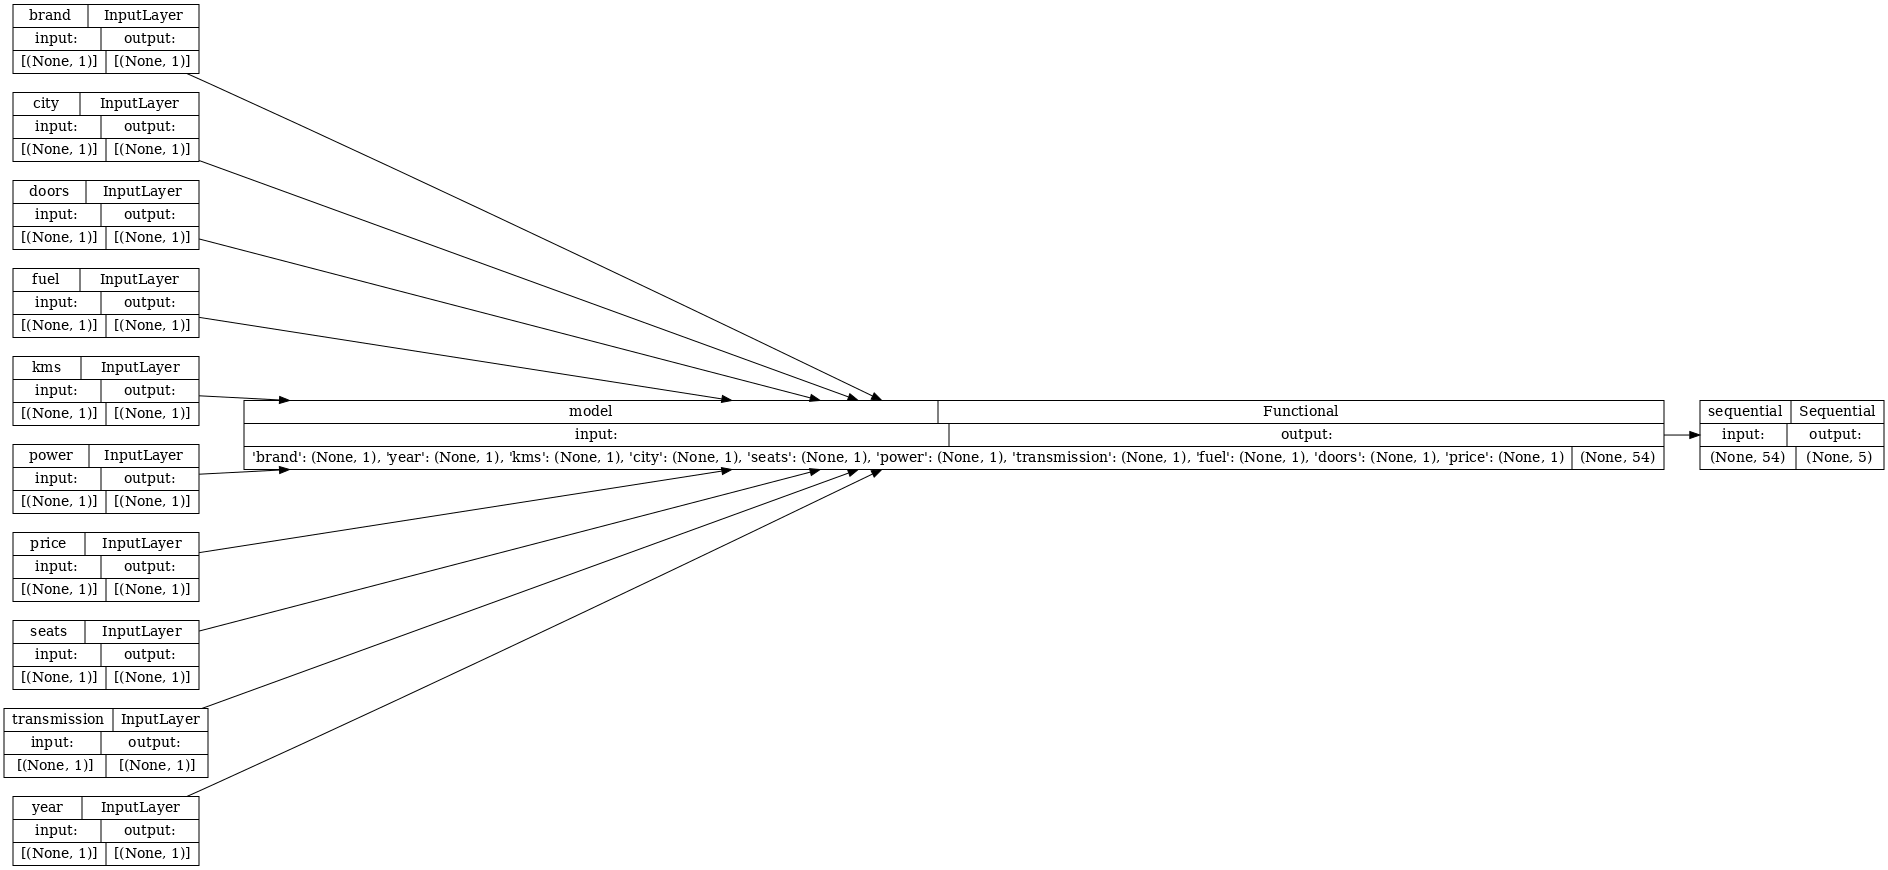 brand InputLayer
input: output:
[(None, 1)] [(None, 1)]
city InputLayer
input: output:
[(None, 1)] [(None, 1)]
doors InputLayer
input: output:
[(None, 1)] [(None, 1)]
fuel InputLayer
input: output:
[(None, 1)] [(None, 1)]
kms InputLayer
input: output:
[(None, 1)] [(None, 1)]
power InputLayer
input: output:
[(None, 1)] [(None, 1)]
price InputLayer
input: output:
[(None, 1)] [(None, 1)]
seats InputLayer
input: output:
[(None, 1)] [(None, 1)]
transmission InputLayer
input: output:
[(None, 1)] [(None, 1)]
year InputLayer
input: output:
[(None, 1)] [(None, 1)]
model Functional
input: output:
'brand': (None, 1), 'year': (None, 1), 'kms': (None, 1), 'city': (None, 1), 'seats': (None, 1), 'power': (None, 1), 'transmission': (None, 1), 'fuel': (None, 1), 'doors': (None, 1), 'price': (None, 1) (None, 54)
sequential Sequential
input: output:
(None, 54) (None, 5)